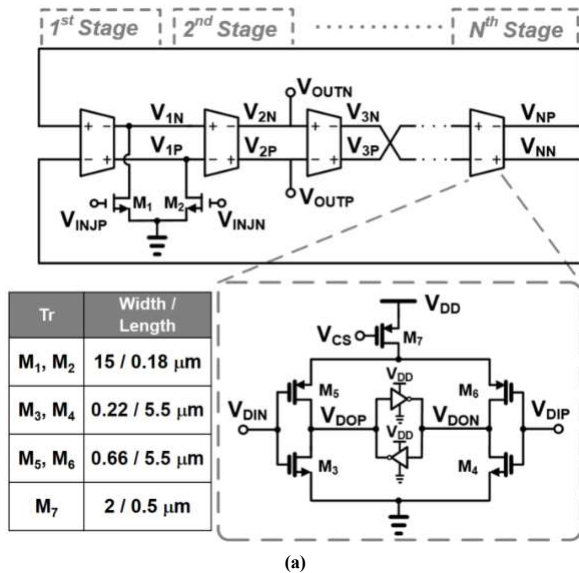 1st Stage
2nd Stage
Nth Stage
V1N
V2N
VOUTN
V3N
VNP
V1P
V2P
V3P
VNN
VINJP
M1
M2
VINJN
VOUTP
Tr
Width / Length
M1, M2
15 / 0.18 μm
M3, M4
0.22 / 5.5 μm
M5, M6
0.66 / 5.5 μm
M7
2 / 0.5 μm
VDD
VCS
M7
M5
VDD
M6
VDIN
VDOP
VDD
VDON
VDIP
M3
M4
(a)